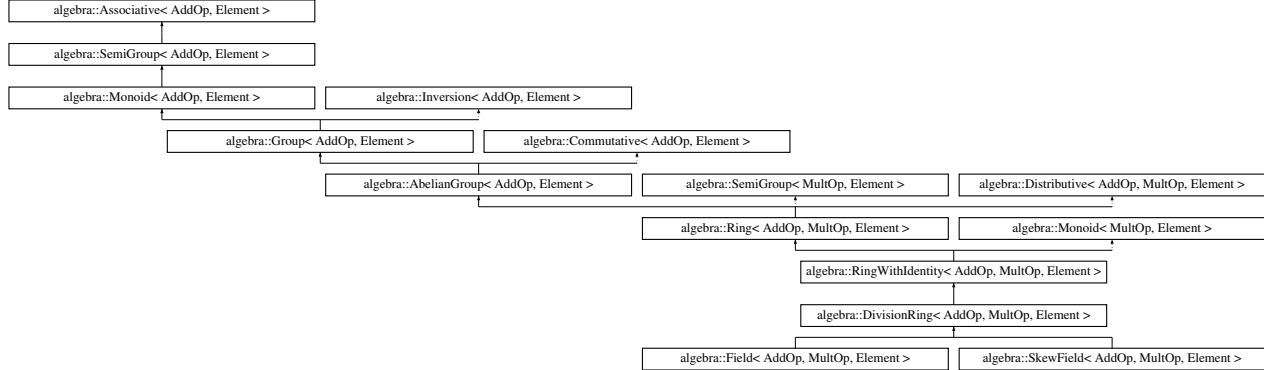 algebra::Associative< AddOp, Element >
algebra::SemiGroup< AddOp, Element >
algebra::Monoid< AddOp, Element >
algebra::Inversion< AddOp, Element >
algebra::Group< AddOp, Element >
algebra::Commutative< AddOp, Element >
algebra::AbelianGroup< AddOp, Element >
algebra::SemiGroup< MultOp, Element >
algebra::Distributive< AddOp, MultOp, Element >
algebra::Ring< AddOp, MultOp, Element >
algebra::Monoid< MultOp, Element >
algebra::RingWithIdentity< AddOp, MultOp, Element >
algebra::DivisionRing< AddOp, MultOp, Element >
algebra::Field< AddOp, MultOp, Element >
algebra::SkewField< AddOp, MultOp, Element >